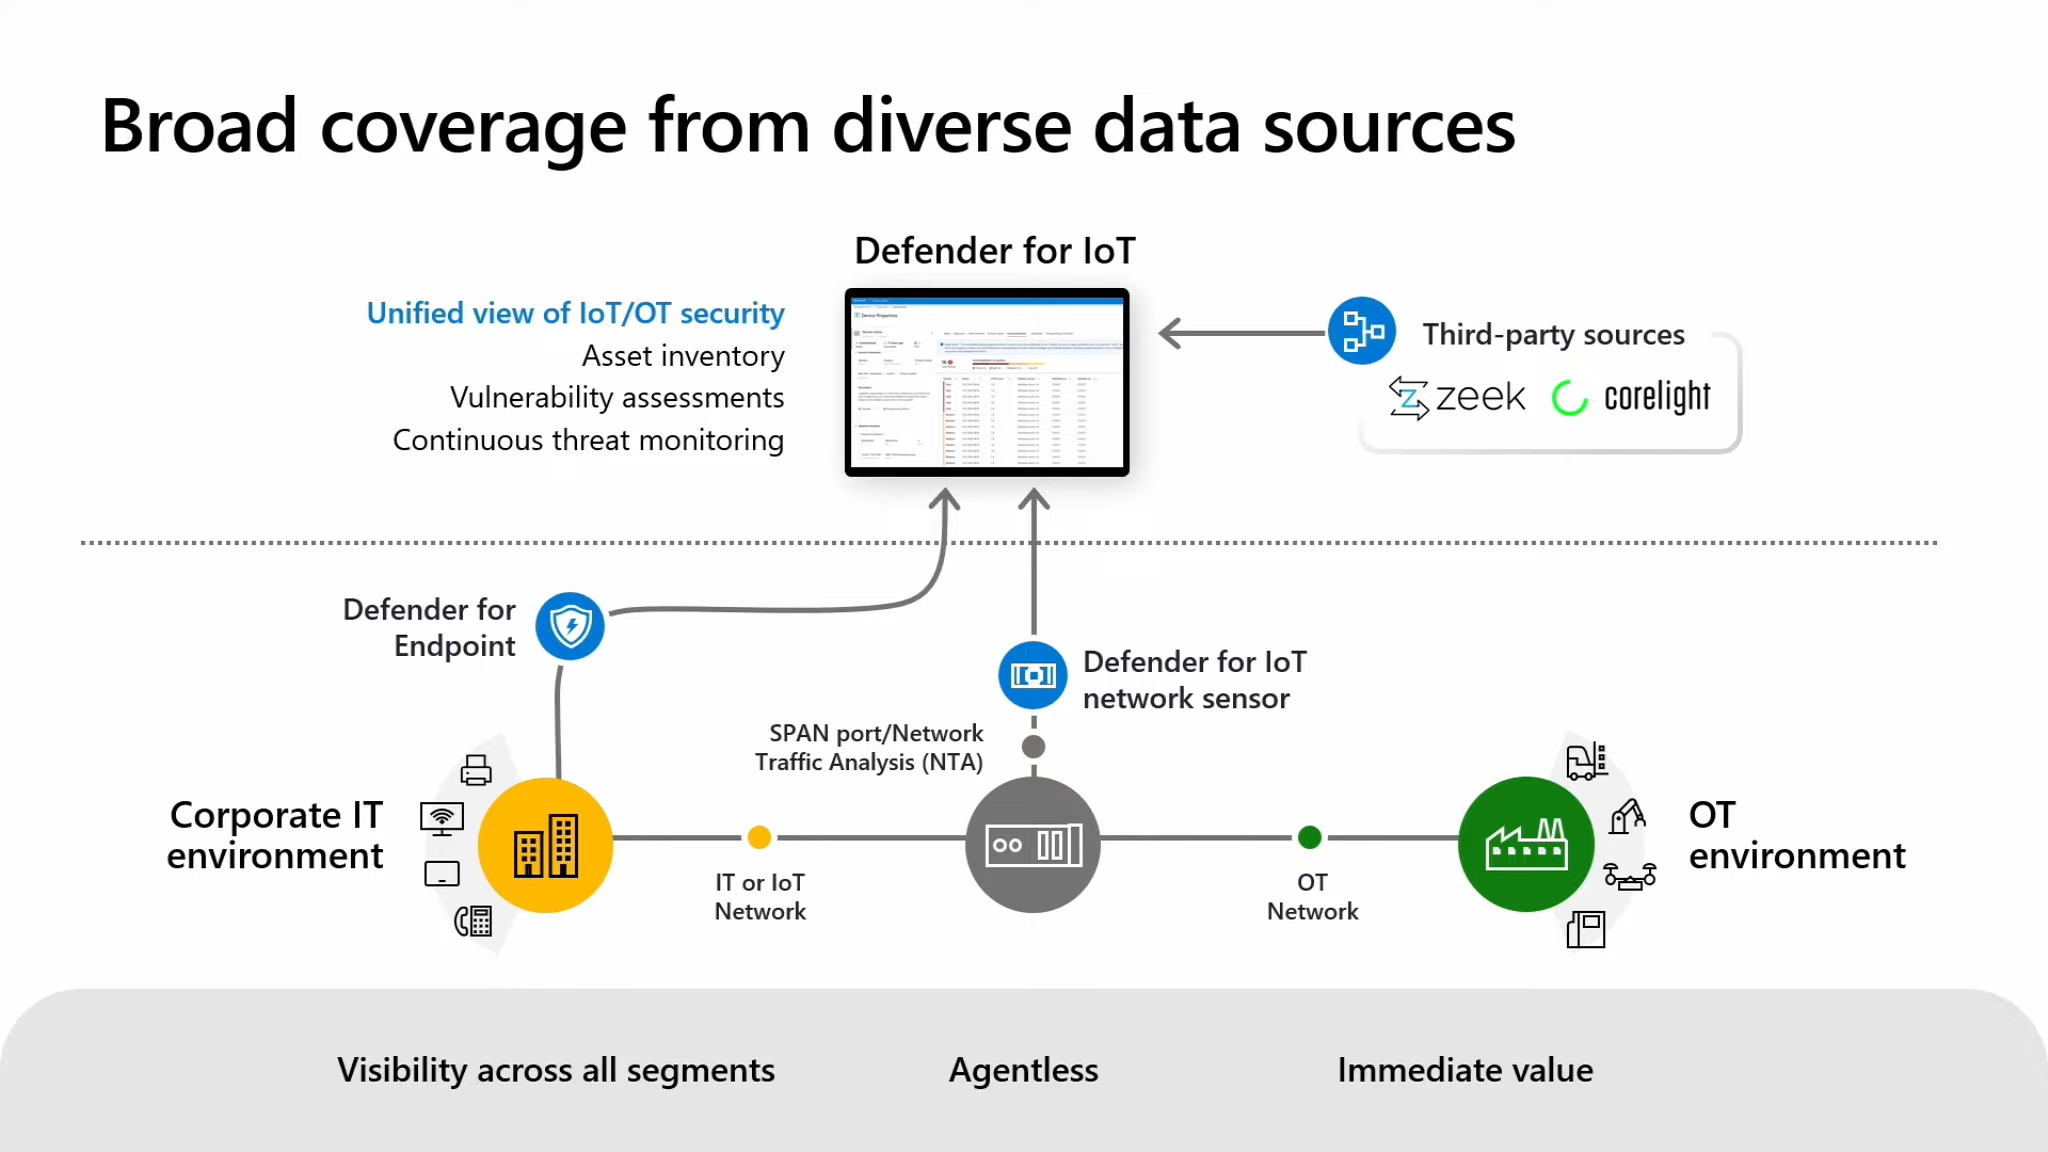 Broad coverage from diverse data sources
Defender for IoT
Unified view of IoT/OT security
Asset inventory
Vulnerability assessments
Continuous threat monitoring
Device Properties
Third-party sources
zeek
corelight
Defender for
Endpoint
Defender for IoT
network sensor
SPAN port/Network
Traffic Analysis (NTA)
Corporate IT
environment
IT or IoT
Network
OT
Network
OT
environment
Visibility across all segments
Agentless
Immediate value